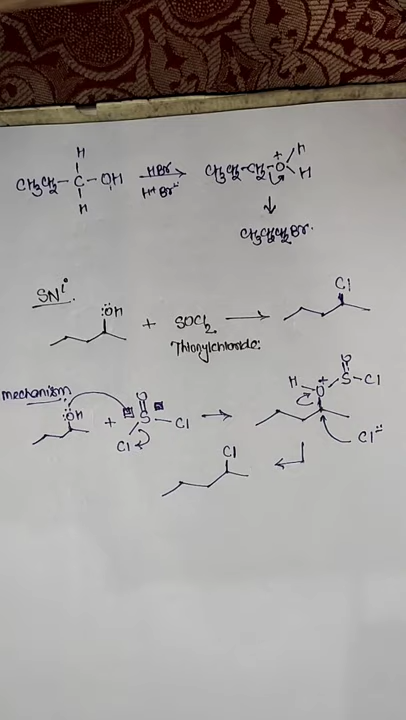 H
CH3CH2-C-OH HBr CH3CH2-CH2-O+ H
H+ Br- H
H
↓
CH3CH2CH2Br.
SNi
:ÖH + SOCl2 → Cl
Thionylchloride:
mechanism
:ÖH + O S Cl Cl → H O+ S O Cl
Cl-
Cl